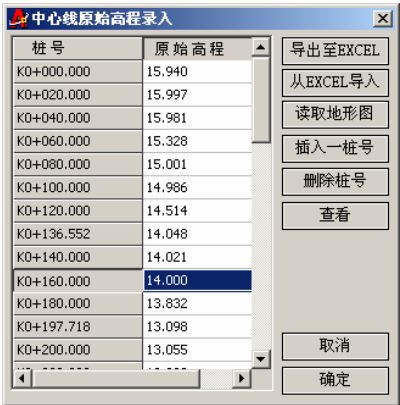 中心线原始高程录入
桩号 原始高程
K0+000.000 15.940
K0+020.000 15.997
K0+040.000 15.981
K0+060.000 15.328
K0+080.000 15.001
K0+100.000 14.986
K0+120.000 14.514
K0+136.552 14.048
K0+140.000 14.021
K0+160.000 14.000
K0+180.000 13.832
K0+197.718 13.098
K0+200.000 13.055
导出至EXCEL
从EXCEL导入
读取地形图
插入一桩号
删除桩号
查看
取消
确定